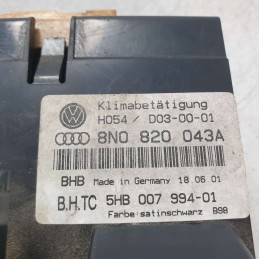 Klimabetätigung
H054 / D03-00-01
8N0 820 043A
BHB Made in Germany 18.06.01
B.H.TC 5HB 007 994-01
Farbe:satinschwarz B98